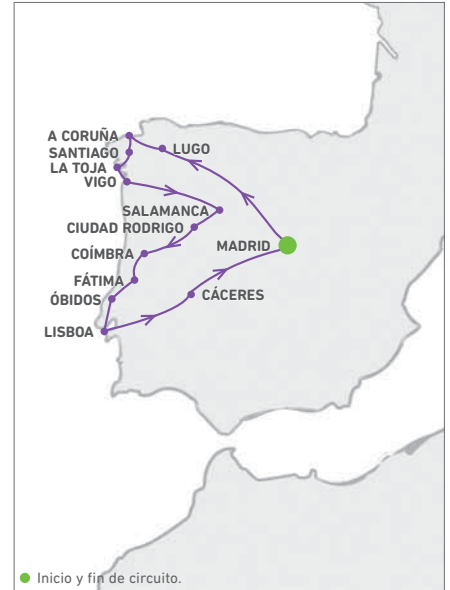 A CORUÑA
LUGO
SANTIAGO
LA TOJA
VIGO
SALAMANCA
CIUDAD RODRIGO
MADRID
COÍMBRA
FÁTIMA
CÁCERES
ÓBIDOS
LISBOA
Inicio y fin de circuito.